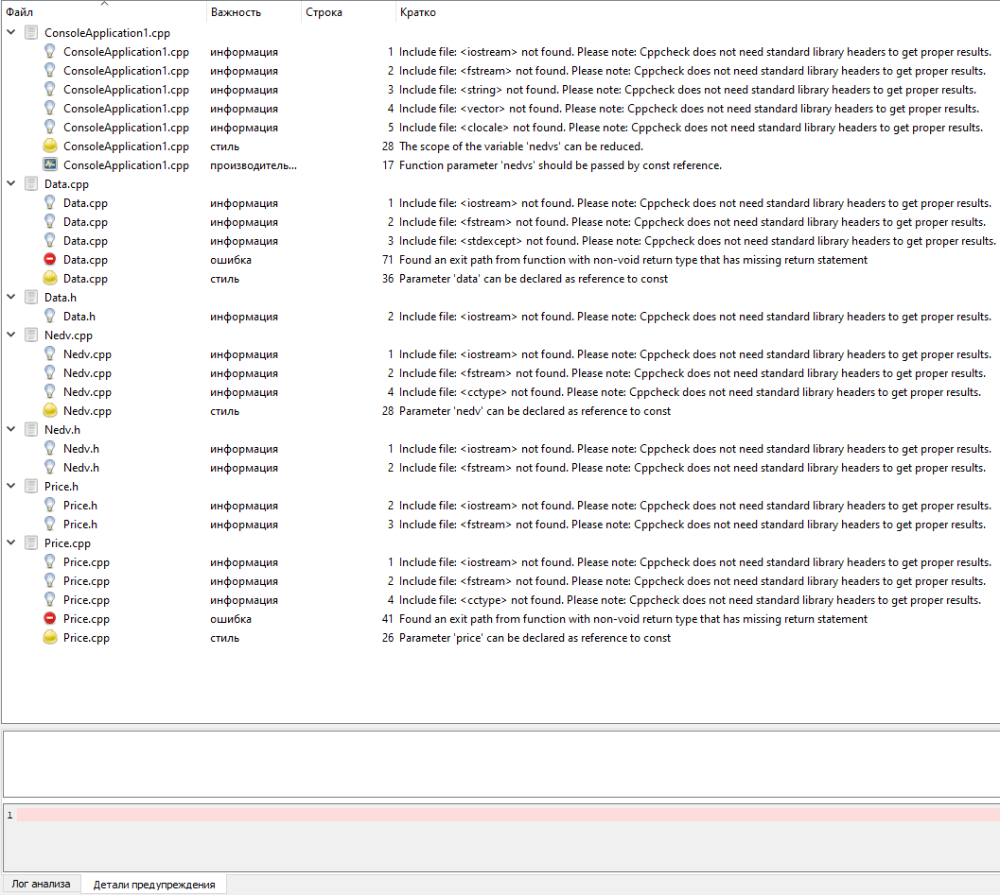 Файл Важность Строка Кратко
ConsoleApplication1.cpp
ConsoleApplication1.cpp информация 1 Include file: <iostream> not found. Please note: Cppcheck does not need standard library headers to get proper results.
ConsoleApplication1.cpp информация 2 Include file: <fstream> not found. Please note: Cppcheck does not need standard library headers to get proper results.
ConsoleApplication1.cpp информация 3 Include file: <string> not found. Please note: Cppcheck does not need standard library headers to get proper results.
ConsoleApplication1.cpp информация 4 Include file: <vector> not found. Please note: Cppcheck does not need standard library headers to get proper results.
ConsoleApplication1.cpp информация 5 Include file: <clocale> not found. Please note: Cppcheck does not need standard library headers to get proper results.
ConsoleApplication1.cpp стиль 28 The scope of the variable 'nedvs' can be reduced.
ConsoleApplication1.cpp производитель... 17 Function parameter 'nedvs' should be passed by const reference.
Data.cpp
Data.cpp информация 1 Include file: <iostream> not found. Please note: Cppcheck does not need standard library headers to get proper results.
Data.cpp информация 2 Include file: <fstream> not found. Please note: Cppcheck does not need standard library headers to get proper results.
Data.cpp информация 3 Include file: <stdexcept> not found. Please note: Cppcheck does not need standard library headers to get proper results.
Data.cpp ошибка 71 Found an exit path from function with non-void return type that has missing return statement
Data.cpp стиль 36 Parameter 'data' can be declared as reference to const
Data.h
Data.h информация 2 Include file: <iostream> not found. Please note: Cppcheck does not need standard library headers to get proper results.
Nedv.cpp
Nedv.cpp информация 1 Include file: <iostream> not found. Please note: Cppcheck does not need standard library headers to get proper results.
Nedv.cpp информация 2 Include file: <fstream> not found. Please note: Cppcheck does not need standard library headers to get proper results.
Nedv.cpp информация 4 Include file: <cctype> not found. Please note: Cppcheck does not need standard library headers to get proper results.
Nedv.cpp стиль 28 Parameter 'nedv' can be declared as reference to const
Nedv.h
Nedv.h информация 1 Include file: <iostream> not found. Please note: Cppcheck does not need standard library headers to get proper results.
Nedv.h информация 2 Include file: <fstream> not found. Please note: Cppcheck does not need standard library headers to get proper results.
Price.h
Price.h информация 2 Include file: <iostream> not found. Please note: Cppcheck does not need standard library headers to get proper results.
Price.h информация 3 Include file: <fstream> not found. Please note: Cppcheck does not need standard library headers to get proper results.
Price.cpp
Price.cpp информация 1 Include file: <iostream> not found. Please note: Cppcheck does not need standard library headers to get proper results.
Price.cpp информация 2 Include file: <fstream> not found. Please note: Cppcheck does not need standard library headers to get proper results.
Price.cpp информация 4 Include file: <cctype> not found. Please note: Cppcheck does not need standard library headers to get proper results.
Price.cpp ошибка 41 Found an exit path from function with non-void return type that has missing return statement
Price.cpp стиль 26 Parameter 'price' can be declared as reference to const
1
Лог анализа Детали предупреждения